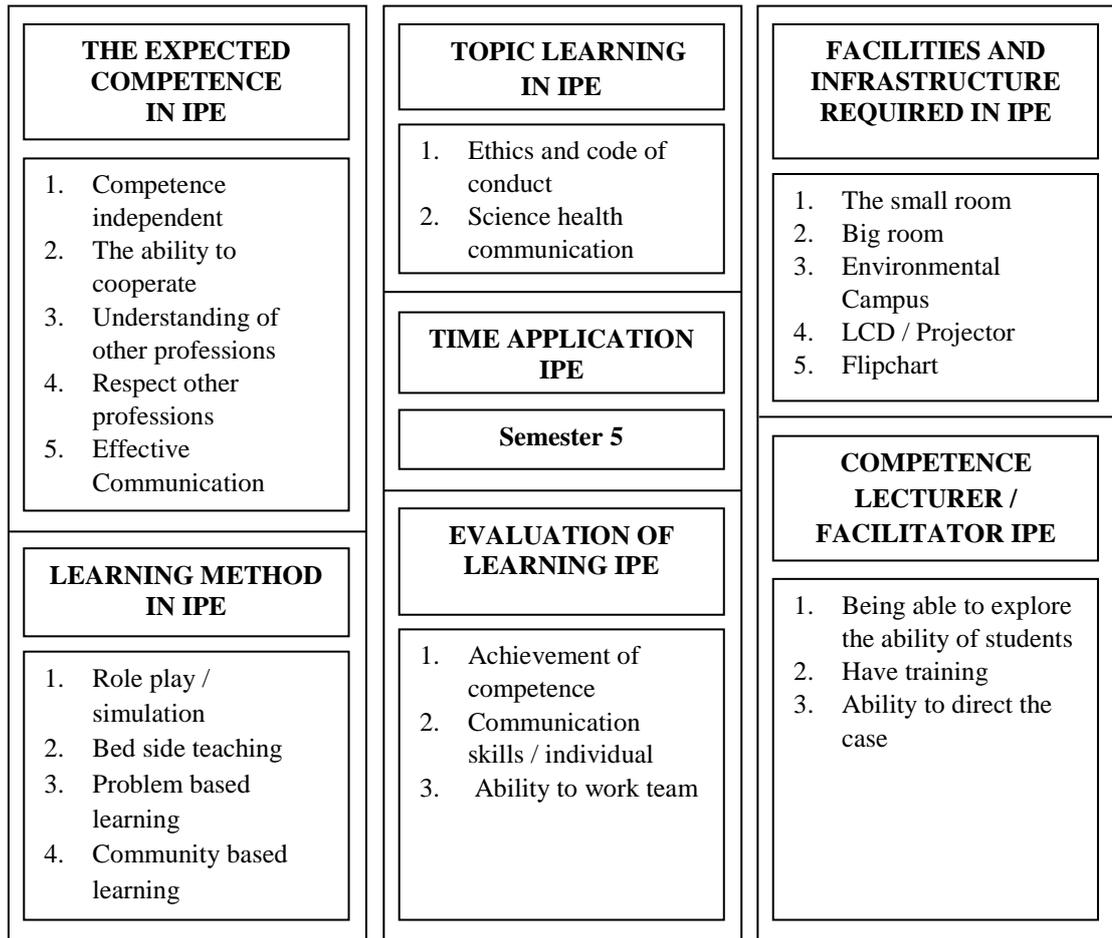 THE EXPECTED
COMPETENCE
IN IPE
1. Competence
independent
2. The ability to
cooperate
3. Understanding of
other professions
4. Respect other
professions
5. Effective
Communication
LEARNING METHOD
IN IPE
1. Role play /
simulation
2. Bed side teaching
3. Problem based
learning
4. Community based
learning
TOPIC LEARNING
IN IPE
1. Ethics and code of
conduct
2. Science health
communication
TIME APPLICATION
IPE
Semester 5
EVALUATION OF
LEARNING IPE
1. Achievement of
competence
2. Communication
skills / individual
3. Ability to work team
FACILITIES AND
INFRASTRUCTURE
REQUIRED IN IPE
1. The small room
2. Big room
3. Environmental
Campus
4. LCD / Projector
5. Flipchart
COMPETENCE
LECTURER /
FACILITATOR IPE
1. Being able to explore
the ability of students
2. Have training
3. Ability to direct the
case